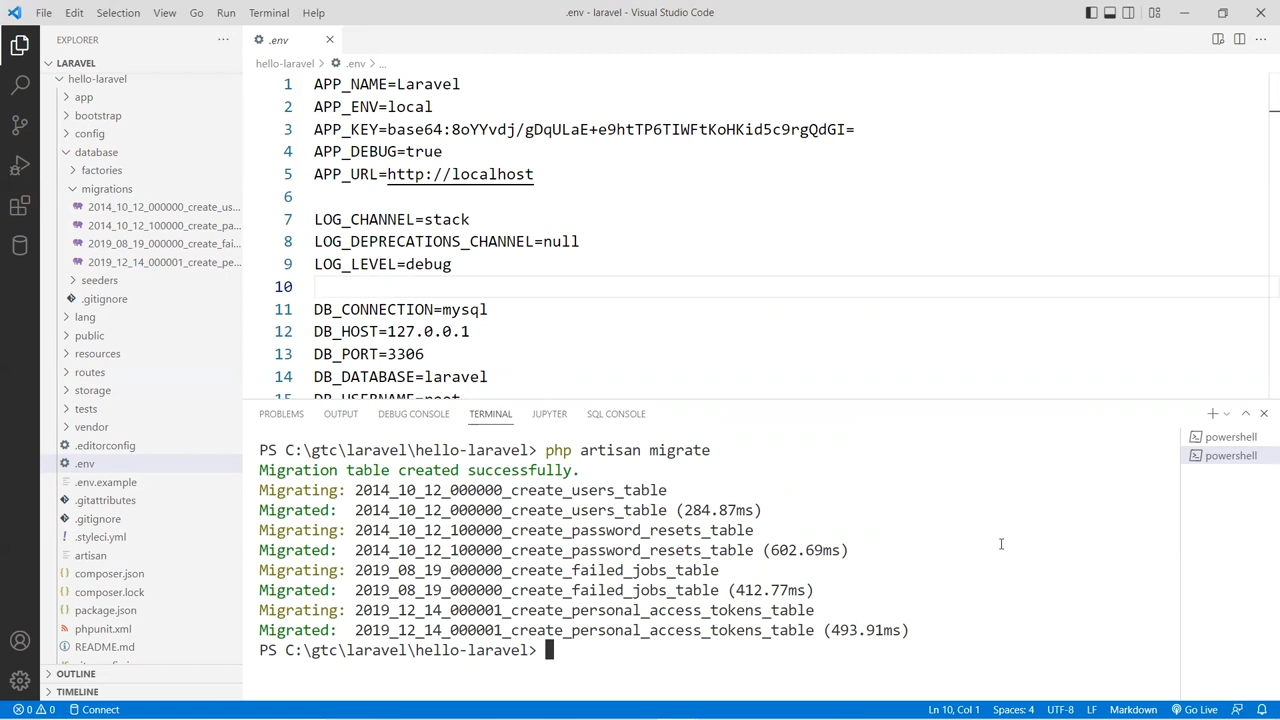 File Edit Selection View Go Run Terminal Help
.env - laravel - Visual Studio Code
EXPLORER
LARAVEL
hello-laravel
app
bootstrap
config
database
factories
migrations
2014_10_12_000000_create_us...
2014_10_12_100000_create_pa...
2019_08_19_000000_create_fai...
2019_12_14_000001_create_pe...
seeders
.gitignore
lang
public
resources
routes
storage
tests
vendor
.editorconfig
.env
.env.example
.gitattributes
.gitignore
.styleci.yml
artisan
composer.json
composer.lock
package.json
phpunit.xml
README.md
OUTLINE
TIMELINE
.env
hello-laravel > .env > ...
1 APP_NAME=Laravel
2 APP_ENV=local
3 APP_KEY=base64:8oYYvdj/gDqULaE+e9htTP6TIWFtKoHKid5c9rgQdGI=
4 APP_DEBUG=true
5 APP_URL=http://localhost
6
7 LOG_CHANNEL=stack
8 LOG_DEPRECATIONS_CHANNEL=null
9 LOG_LEVEL=debug
10
11 DB_CONNECTION=mysql
12 DB_HOST=127.0.0.1
13 DB_PORT=3306
14 DB_DATABASE=laravel
15 DB_USERNAME=root
PROBLEMS OUTPUT DEBUG CONSOLE TERMINAL JUPYTER SQL CONSOLE
PS C:\gtc\laravel\hello-laravel> php artisan migrate
Migration table created successfully.
Migrating: 2014_10_12_000000_create_users_table
Migrated:  2014_10_12_000000_create_users_table (284.87ms)
Migrating: 2014_10_12_100000_create_password_resets_table
Migrated:  2014_10_12_100000_create_password_resets_table (602.69ms)
Migrating: 2019_08_19_000000_create_failed_jobs_table
Migrated:  2019_08_19_000000_create_failed_jobs_table (412.77ms)
Migrating: 2019_12_14_000001_create_personal_access_tokens_table
Migrated:  2019_12_14_000001_create_personal_access_tokens_table (493.91ms)
PS C:\gtc\laravel\hello-laravel>
powershell
powershell
0 0 Connect
Ln 10, Col 1 Spaces: 4 UTF-8 LF Markdown Go Live